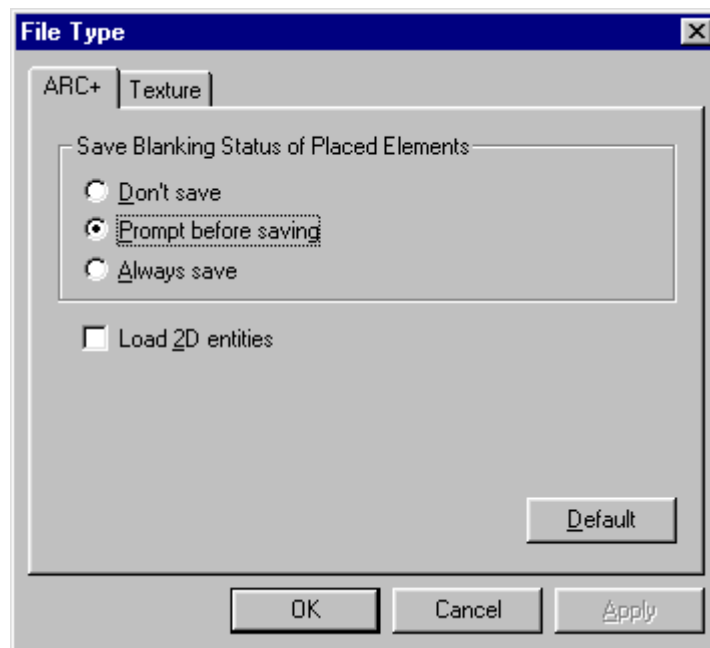 File Type
ARC+
Texture
Save Blanking Status of Placed Elements
Don't save
Prompt before saving
Always save
Load 2D entities
Default
OK
Cancel
Apply